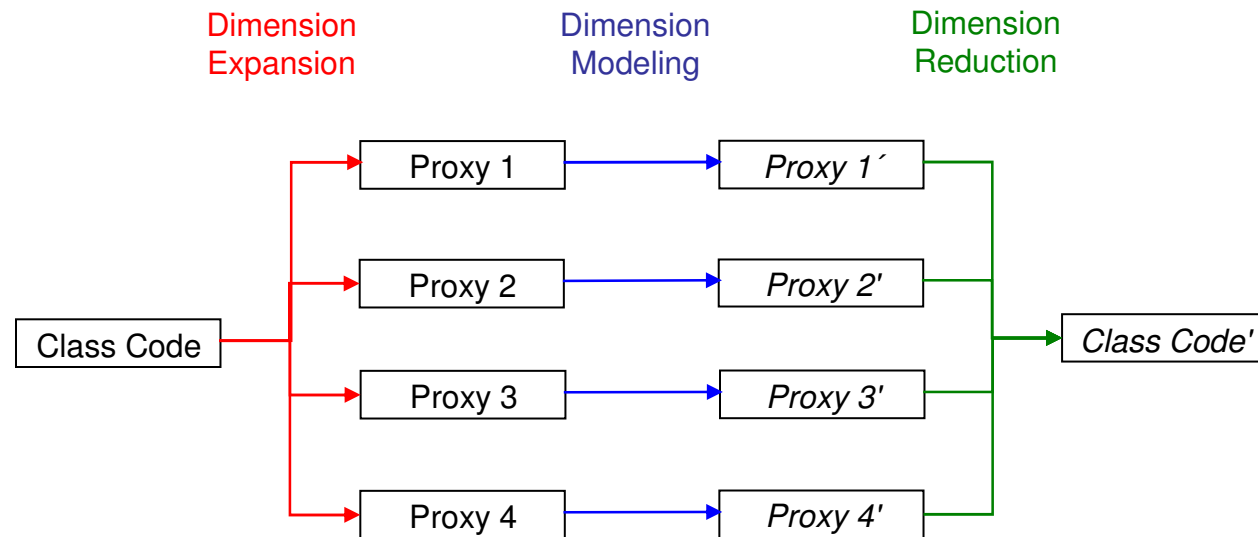 Dimension
Expansion
Dimension
Modeling
Dimension
Reduction
Proxy 1
Proxy 1´
Proxy 2
Proxy 2'
Class Code
Class Code'
Proxy 3
Proxy 3'
Proxy 4
Proxy 4'